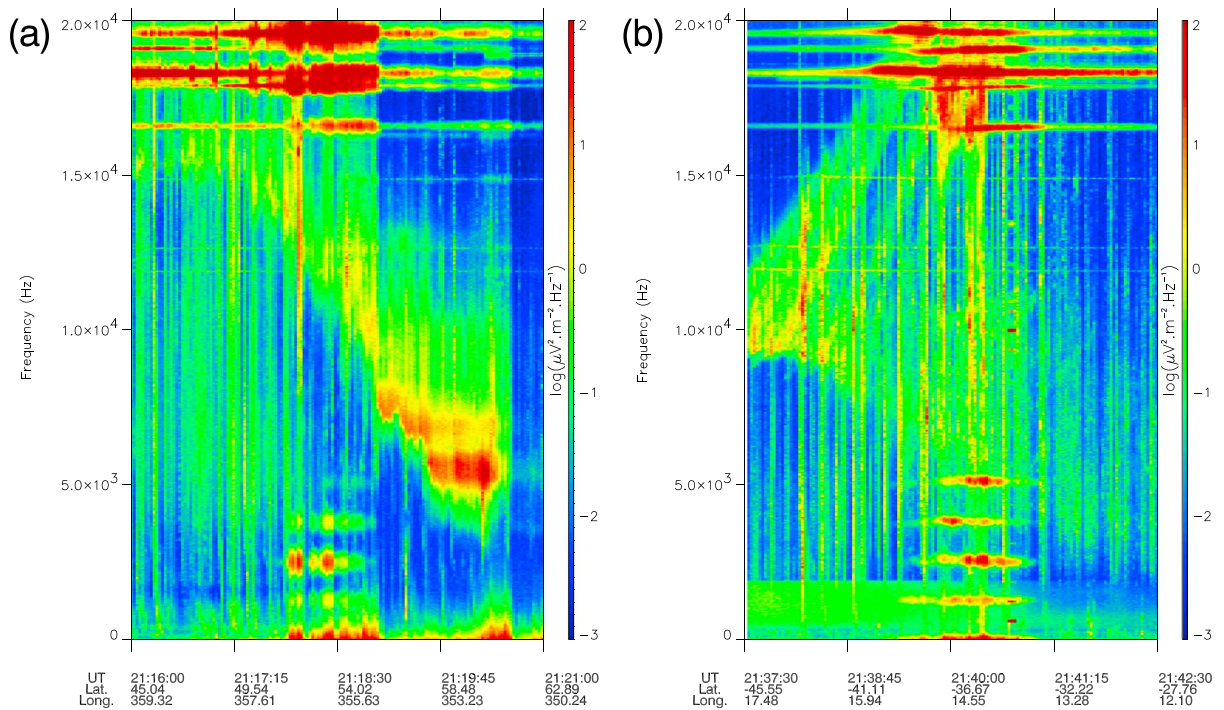 (a)
2.0×10⁴
1.5×10⁴
1.0×10⁴
5.0×10³
0
Frequency (Hz)
2
1
0
−1
−2
−3
log(μV².m⁻².Hz⁻¹)
UT 21:16:00 21:17:15 21:18:30 21:19:45 21:21:00
Lat. 45.04 49.54 54.02 58.48 62.89
Long. 359.32 357.61 355.63 353.23 350.24
(b)
2.0×10⁴
1.5×10⁴
1.0×10⁴
5.0×10³
0
Frequency (Hz)
2
1
0
−1
−2
−3
log(μV².m⁻².Hz⁻¹)
UT 21:37:30 21:38:45 21:40:00 21:41:15 21:42:30
Lat. -45.55 -41.11 -36.67 -32.22 -27.76
Long. 17.48 15.94 14.55 13.28 12.10